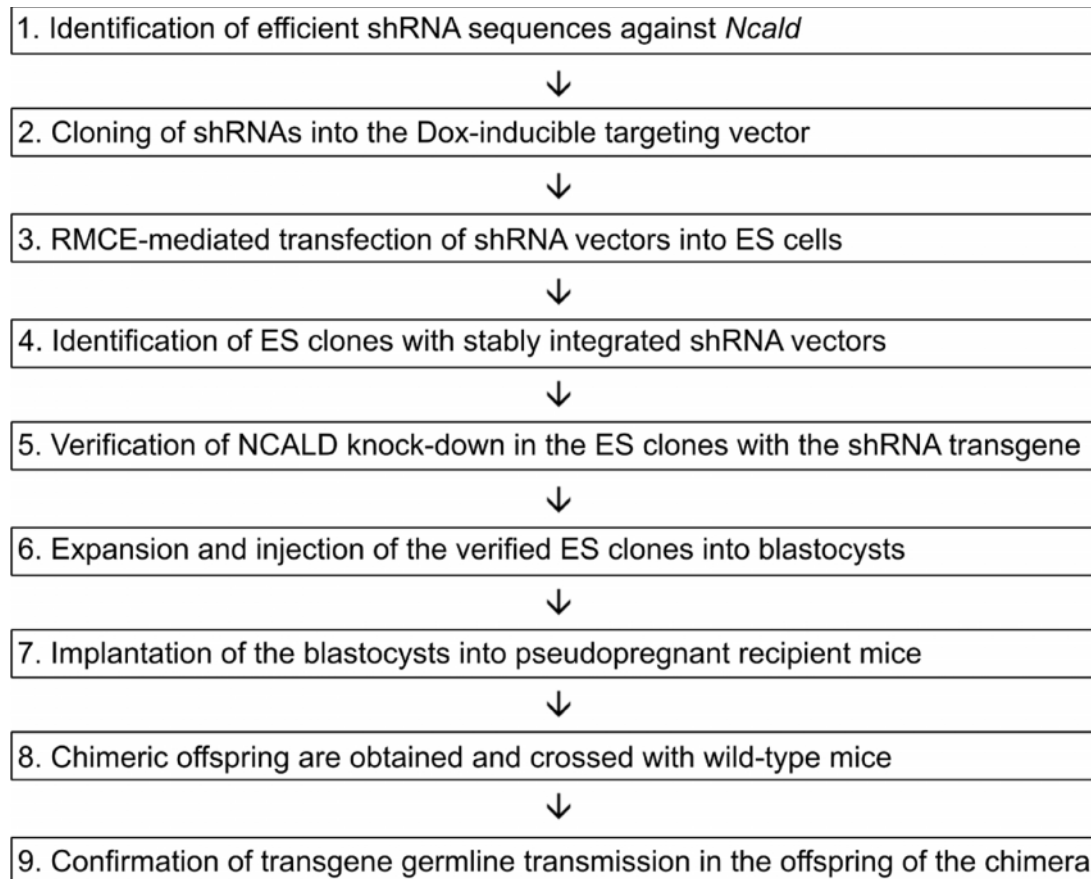 1. Identification of efficient shRNA sequences against Ncald
↓
2. Cloning of shRNAs into the Dox-inducible targeting vector
↓
3. RMCE-mediated transfection of shRNA vectors into ES cells
↓
4. Identification of ES clones with stably integrated shRNA vectors
↓
5. Verification of NCALD knock-down in the ES clones with the shRNA transgene
↓
6. Expansion and injection of the verified ES clones into blastocysts
↓
7. Implantation of the blastocysts into pseudopregnant recipient mice
↓
8. Chimeric offspring are obtained and crossed with wild-type mice
↓
9. Confirmation of transgene germline transmission in the offspring of the chimera